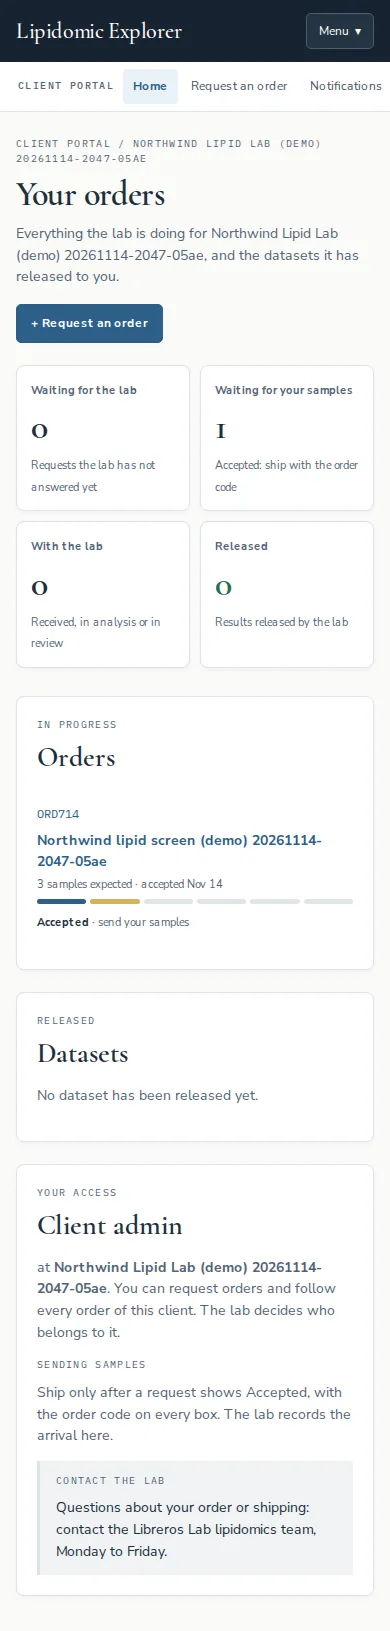 Lipidomic Explorer
Menu ▾
CLIENT PORTAL Home Request an order Notifications
CLIENT PORTAL / NORTHWIND LIPID LAB (DEMO)
20261114-2047-05AE
Your orders
Everything the lab is doing for Northwind Lipid Lab
(demo) 20261114-2047-05ae, and the datasets it has
released to you.
+ Request an order
Waiting for the lab
0
Requests the lab has not
answered yet
Waiting for your samples
1
Accepted: ship with the order
code
With the lab
0
Received, in analysis or in
review
Released
0
Results released by the lab
IN PROGRESS
Orders
ORD714
Northwind lipid screen (demo) 20261114-
2047-05ae
3 samples expected · accepted Nov 14
Accepted · send your samples
RELEASED
Datasets
No dataset has been released yet.
YOUR ACCESS
Client admin
at Northwind Lipid Lab (demo) 20261114-
2047-05ae. You can request orders and follow
every order of this client. The lab decides who
belongs to it.
SENDING SAMPLES
Ship only after a request shows Accepted, with
the order code on every box. The lab records the
arrival here.
CONTACT THE LAB
Questions about your order or shipping:
contact the Libreros Lab lipidomics team,
Monday to Friday.